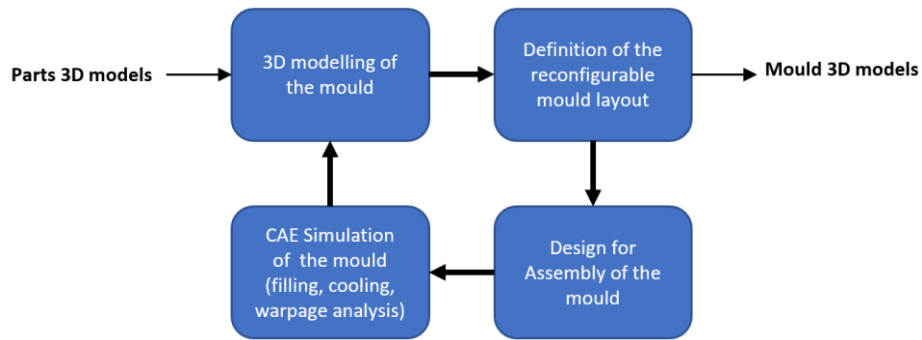 Parts 3D models
3D modelling of
the mould
Definition of the
reconfigurable
mould layout
Mould 3D models
CAE Simulation
of the mould
(filling, cooling,
warpage analysis)
Design for
Assembly of the
mould